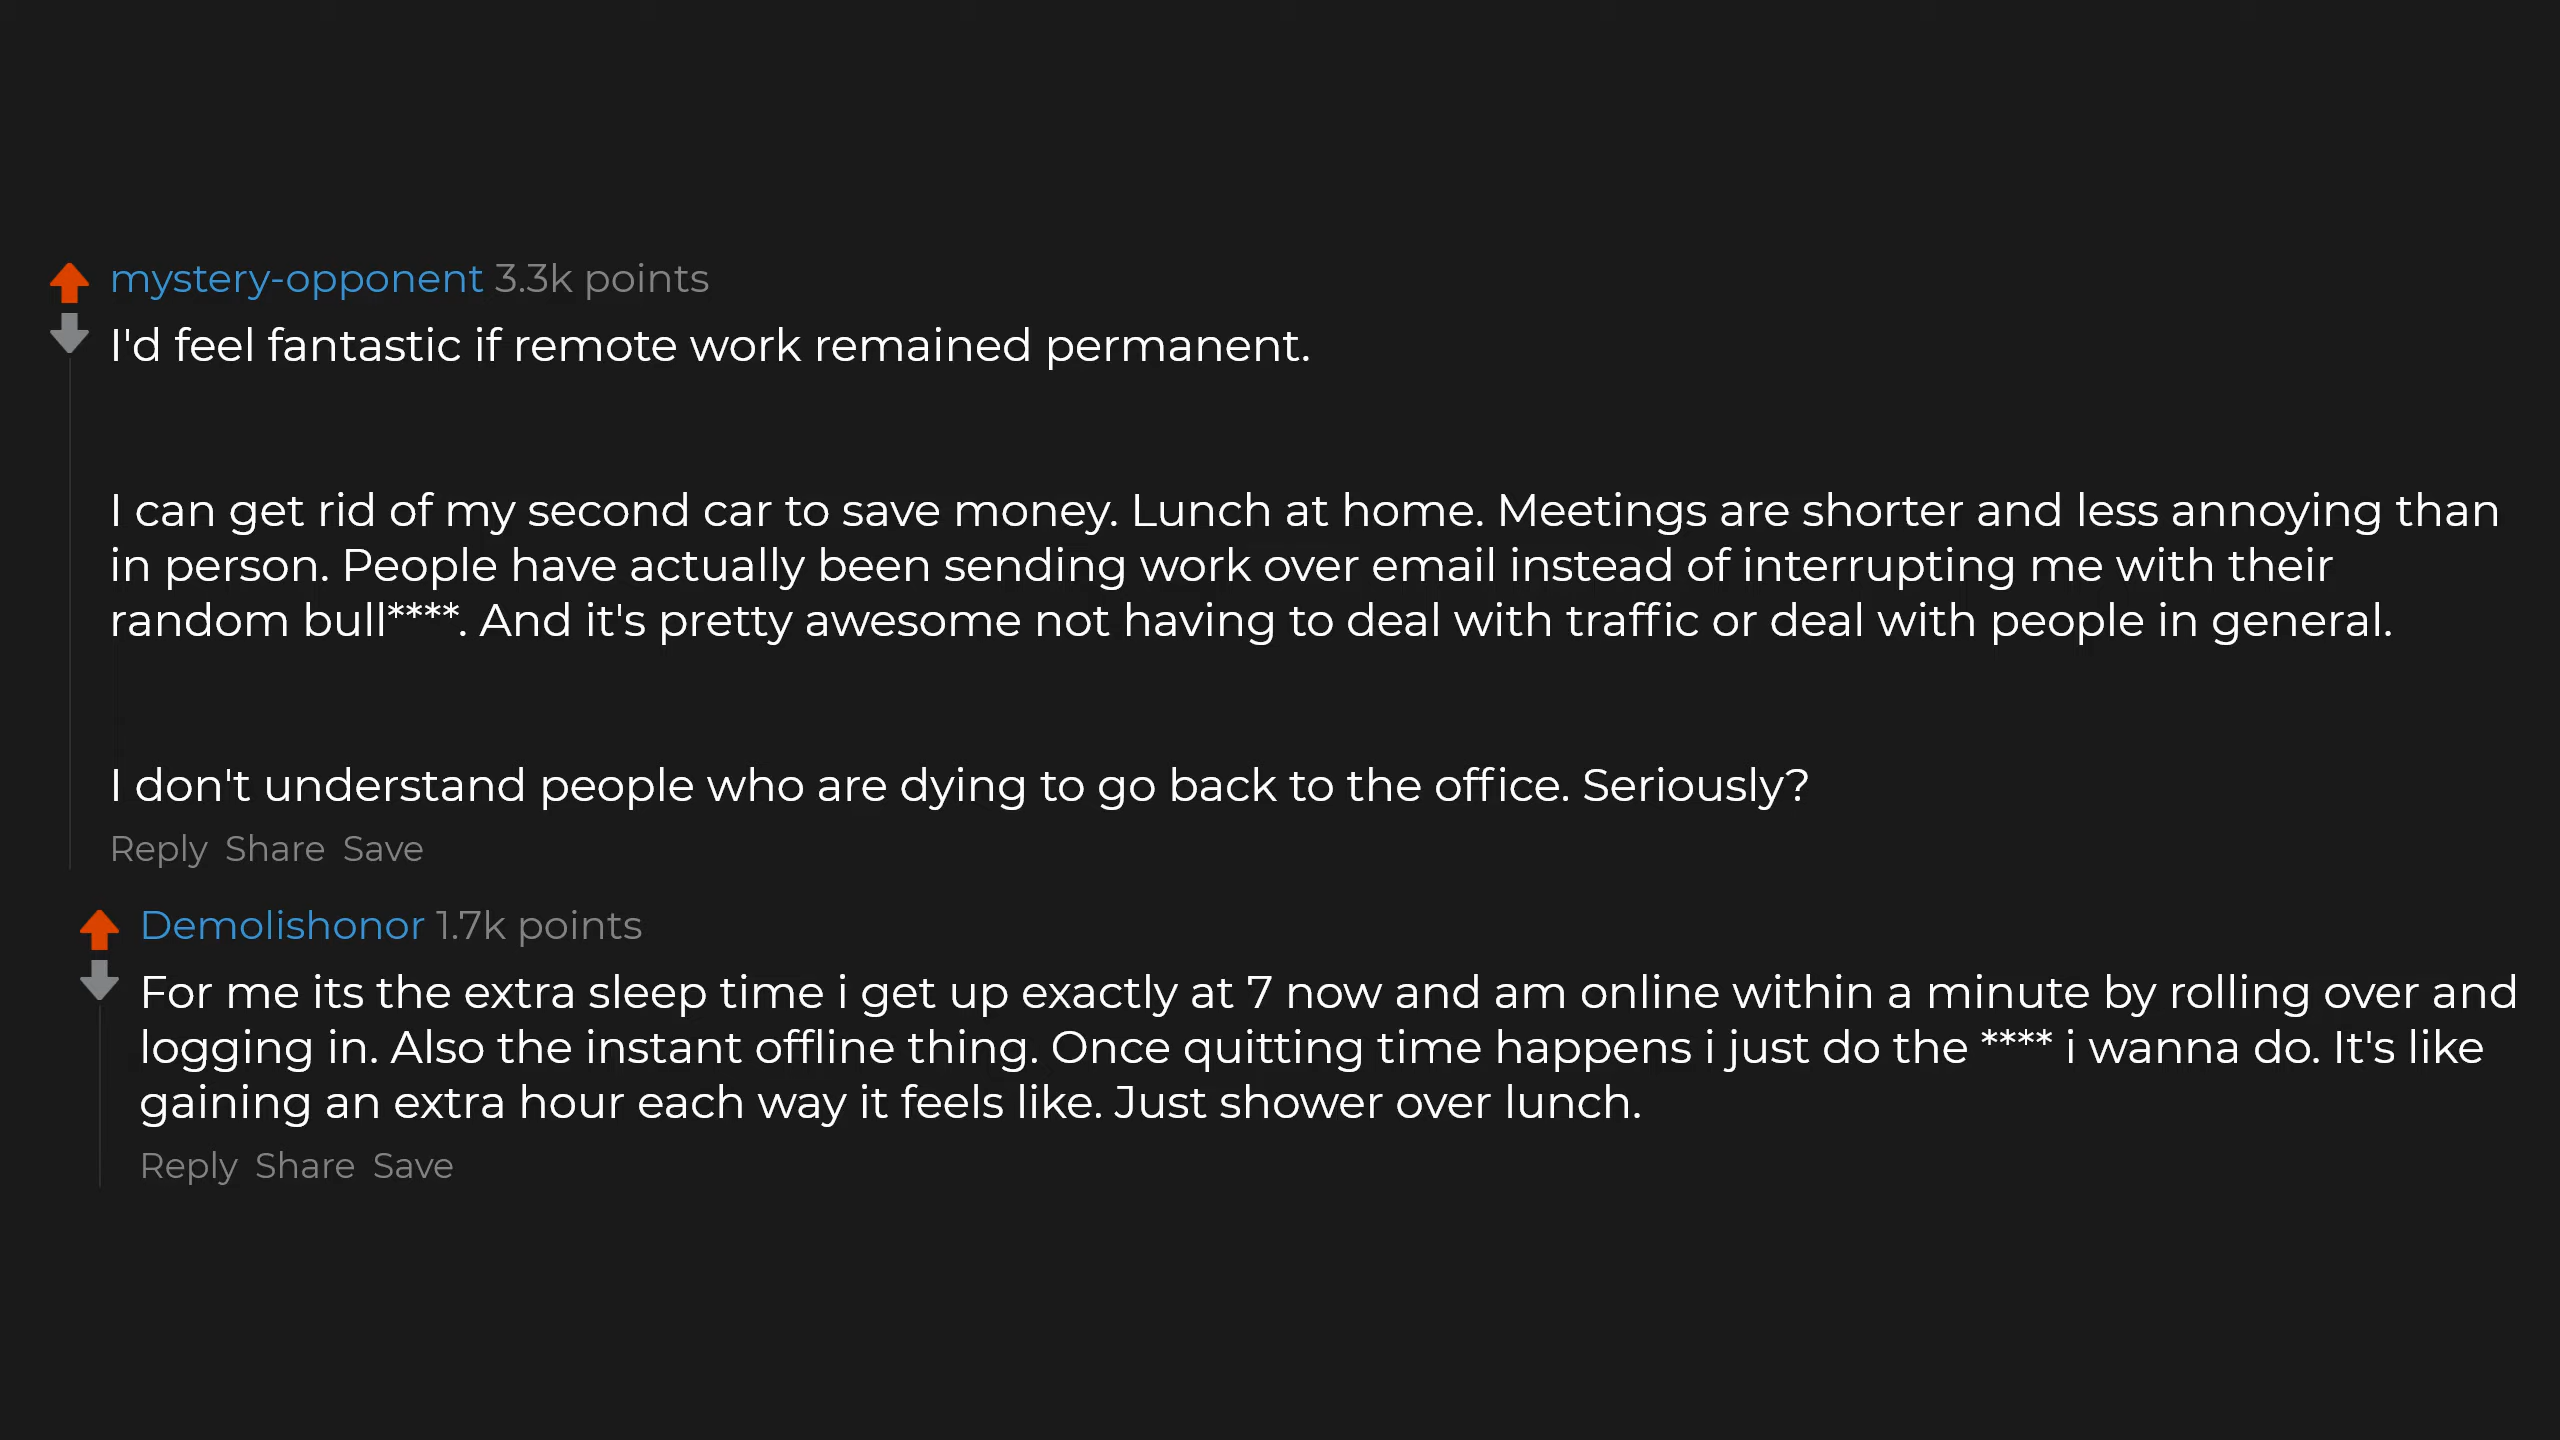 mystery-opponent 3.3k points
I'd feel fantastic if remote work remained permanent.
I can get rid of my second car to save money. Lunch at home. Meetings are shorter and less annoying than
in person. People have actually been sending work over email instead of interrupting me with their
random bull****. And it's pretty awesome not having to deal with traffic or deal with people in general.
I don't understand people who are dying to go back to the office. Seriously?
Reply Share Save
Demolishonor 1.7k points
For me its the extra sleep time i get up exactly at 7 now and am online within a minute by rolling over and
logging in. Also the instant offline thing. Once quitting time happens i just do the **** i wanna do. It's like
gaining an extra hour each way it feels like. Just shower over lunch.
Reply Share Save